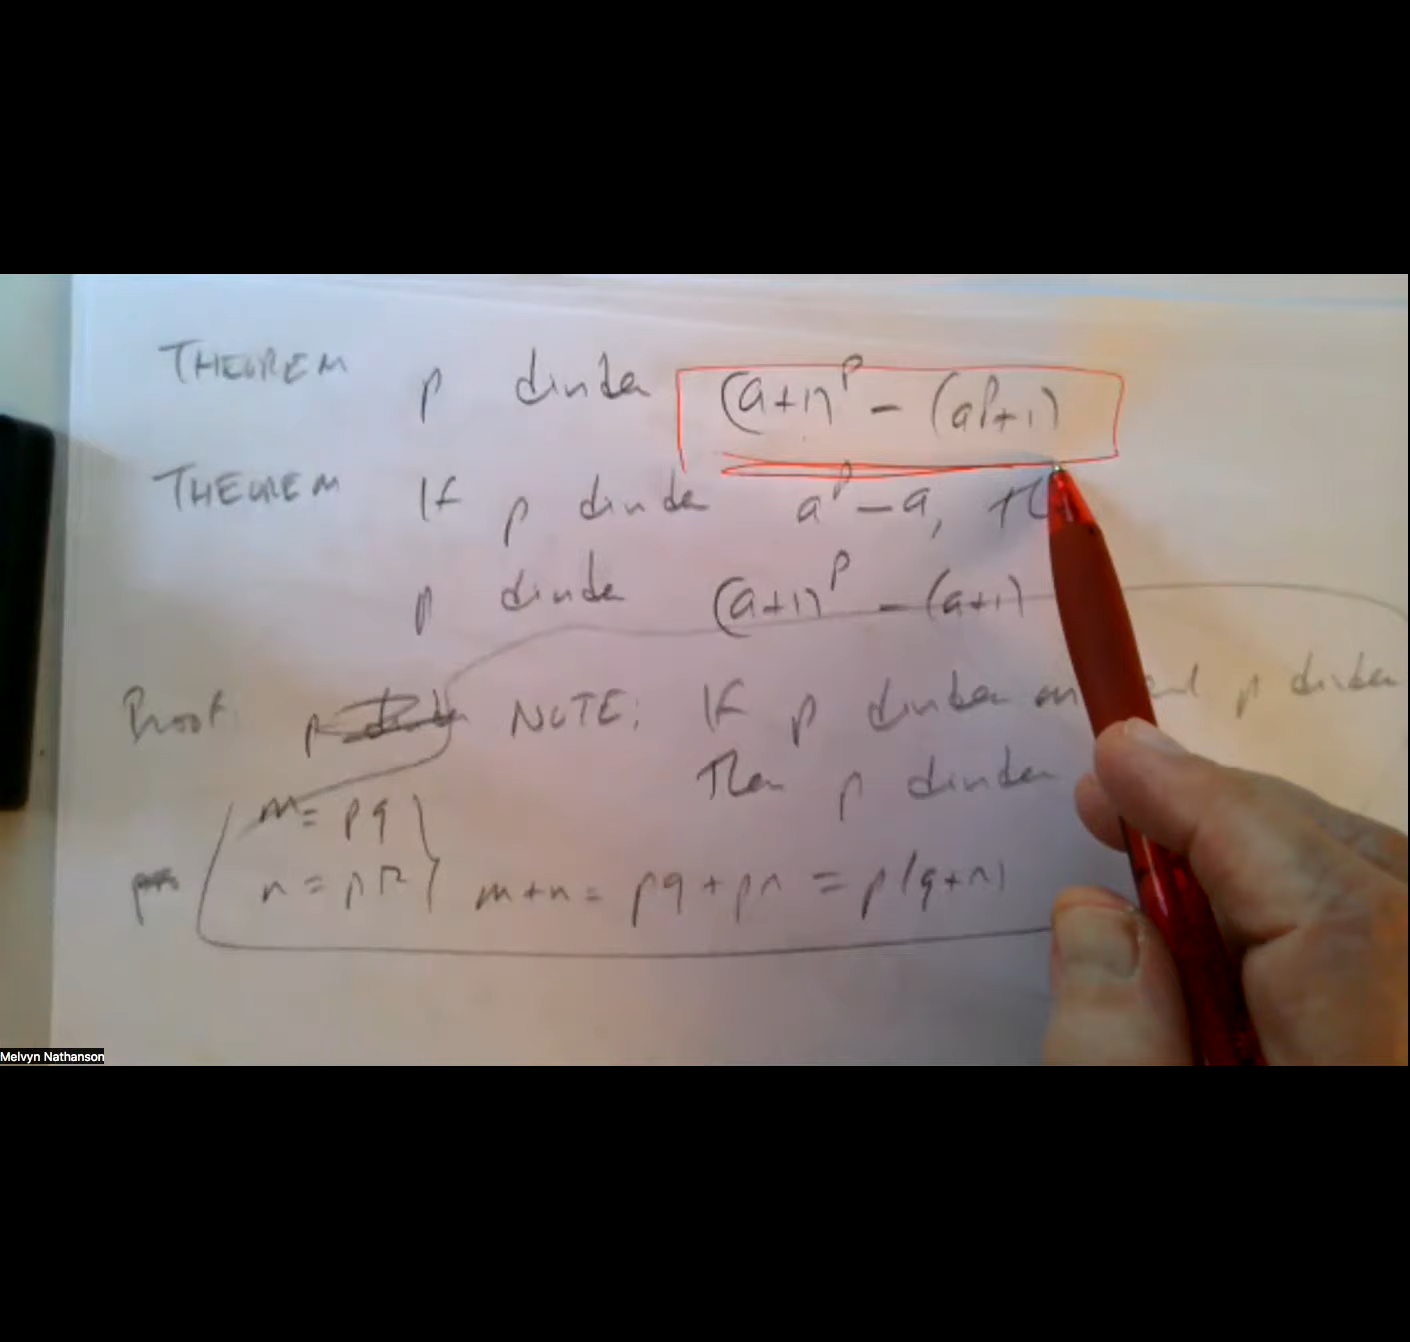 THEOREM p divides (a+1)^p - (a^p+1)
THEOREM If p divides a^p - a, th
p divides (a+1)^p - (a+1)
Proof: p NOTE: If p divides m and p divides
Then p divides
m = pq
n = pr m+n = pq + pr = p(q+r)
Melvyn Nathanson